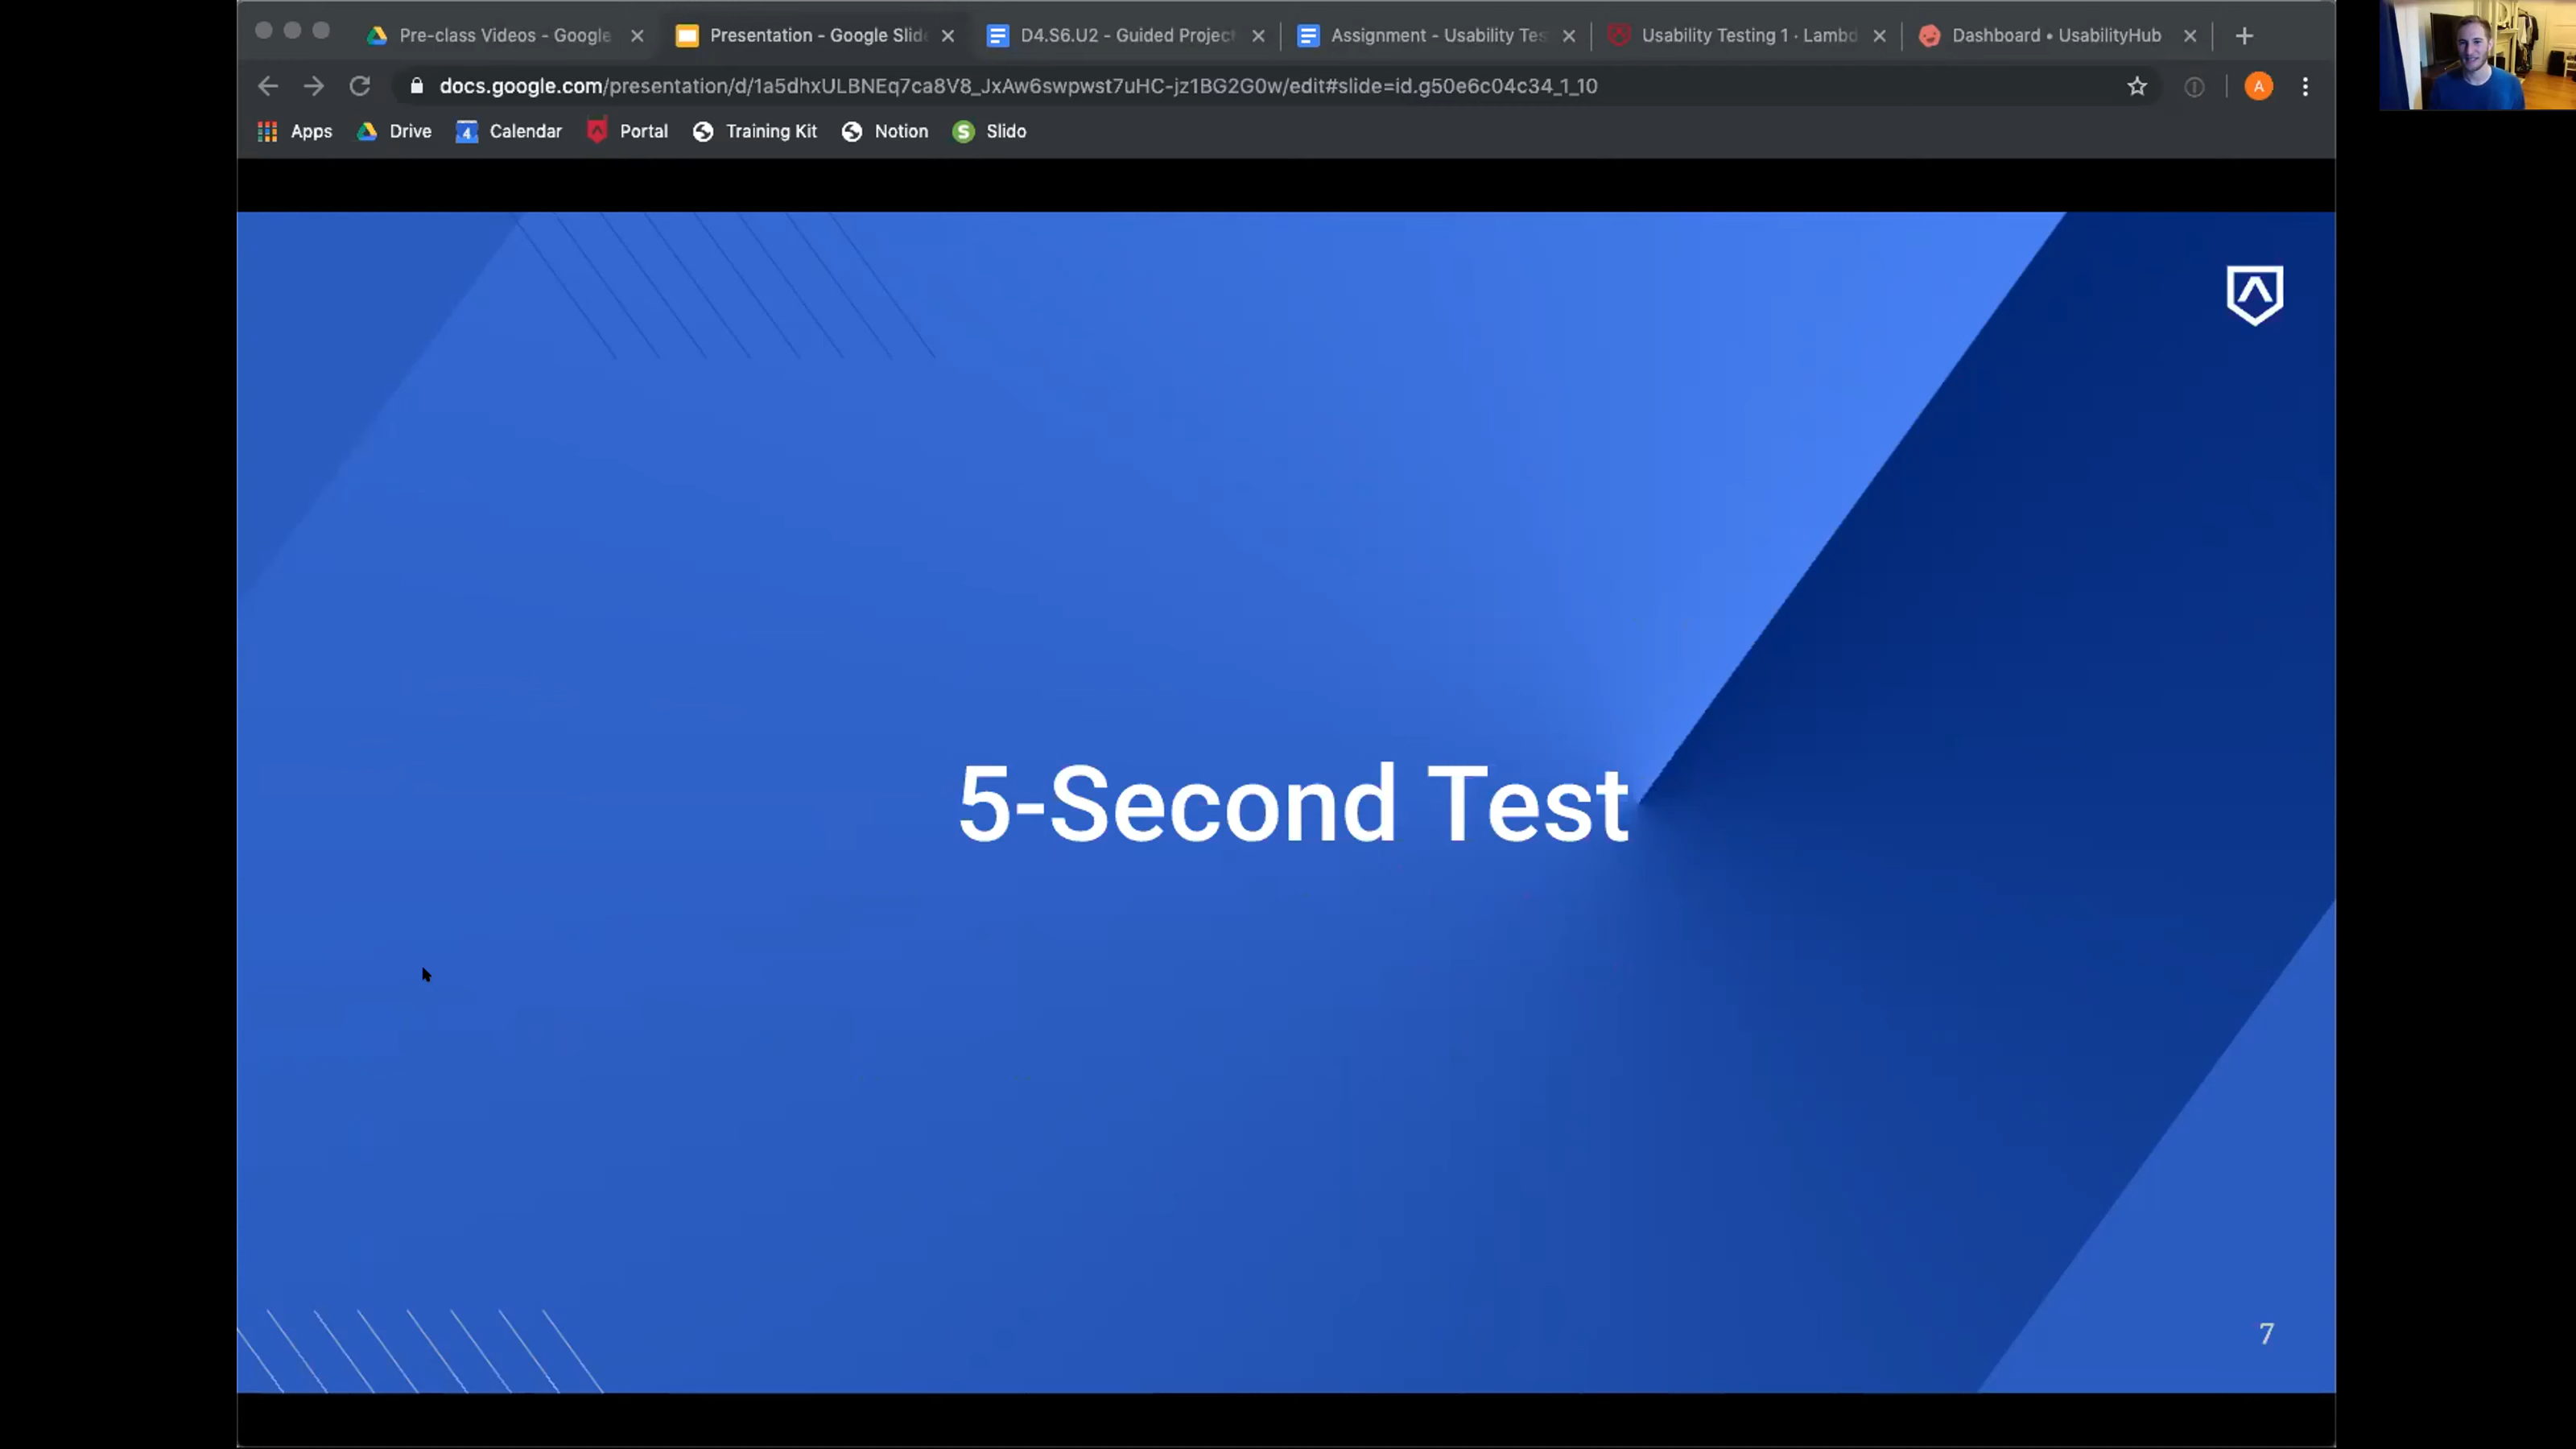 Pre-class Videos - Google
Presentation - Google Slid
D4.S6.U2 - Guided Project
Assignment - Usability Tes
Usability Testing 1 · Lambd
Dashboard • UsabilityHub
docs.google.com/presentation/d/1a5dhxULBNEq7ca8V8_JxAw6swpwst7uHC-jz1BG2G0w/edit#slide=id.g50e6c04c34_1_10
A
Apps
4 Calendar
Drive
Portal
Training Kit
Notion
S Slido
5-Second Test
7